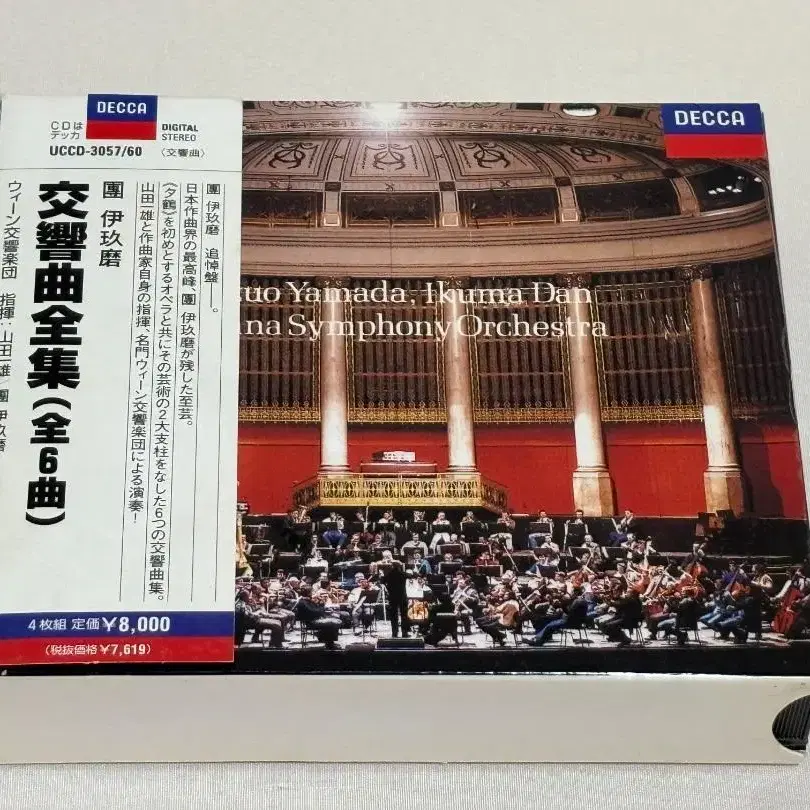 DECCA
CDは
デッカ
DIGITAL
STEREO
UCCD-3057/60
〈交響曲〉
團 伊玖磨 追悼盤――。
日本作曲界の最高峰、團 伊玖磨が残した至芸。
《夕鶴》を初めとするオペラと共にその芸術の2大支柱をなした6つの交響曲集。
山田一雄と作曲家自身の指揮、名門ウィーン交響楽団による演奏！
團 伊玖磨
交響曲全集(全6曲)
ウィーン交響楽団 指揮:山田一雄/團 伊玖磨
4枚組 定価¥8,000
(税抜価格¥7,619)
DECCA
uo Yamada, Ikuma Dan
na Symphony Orchestra